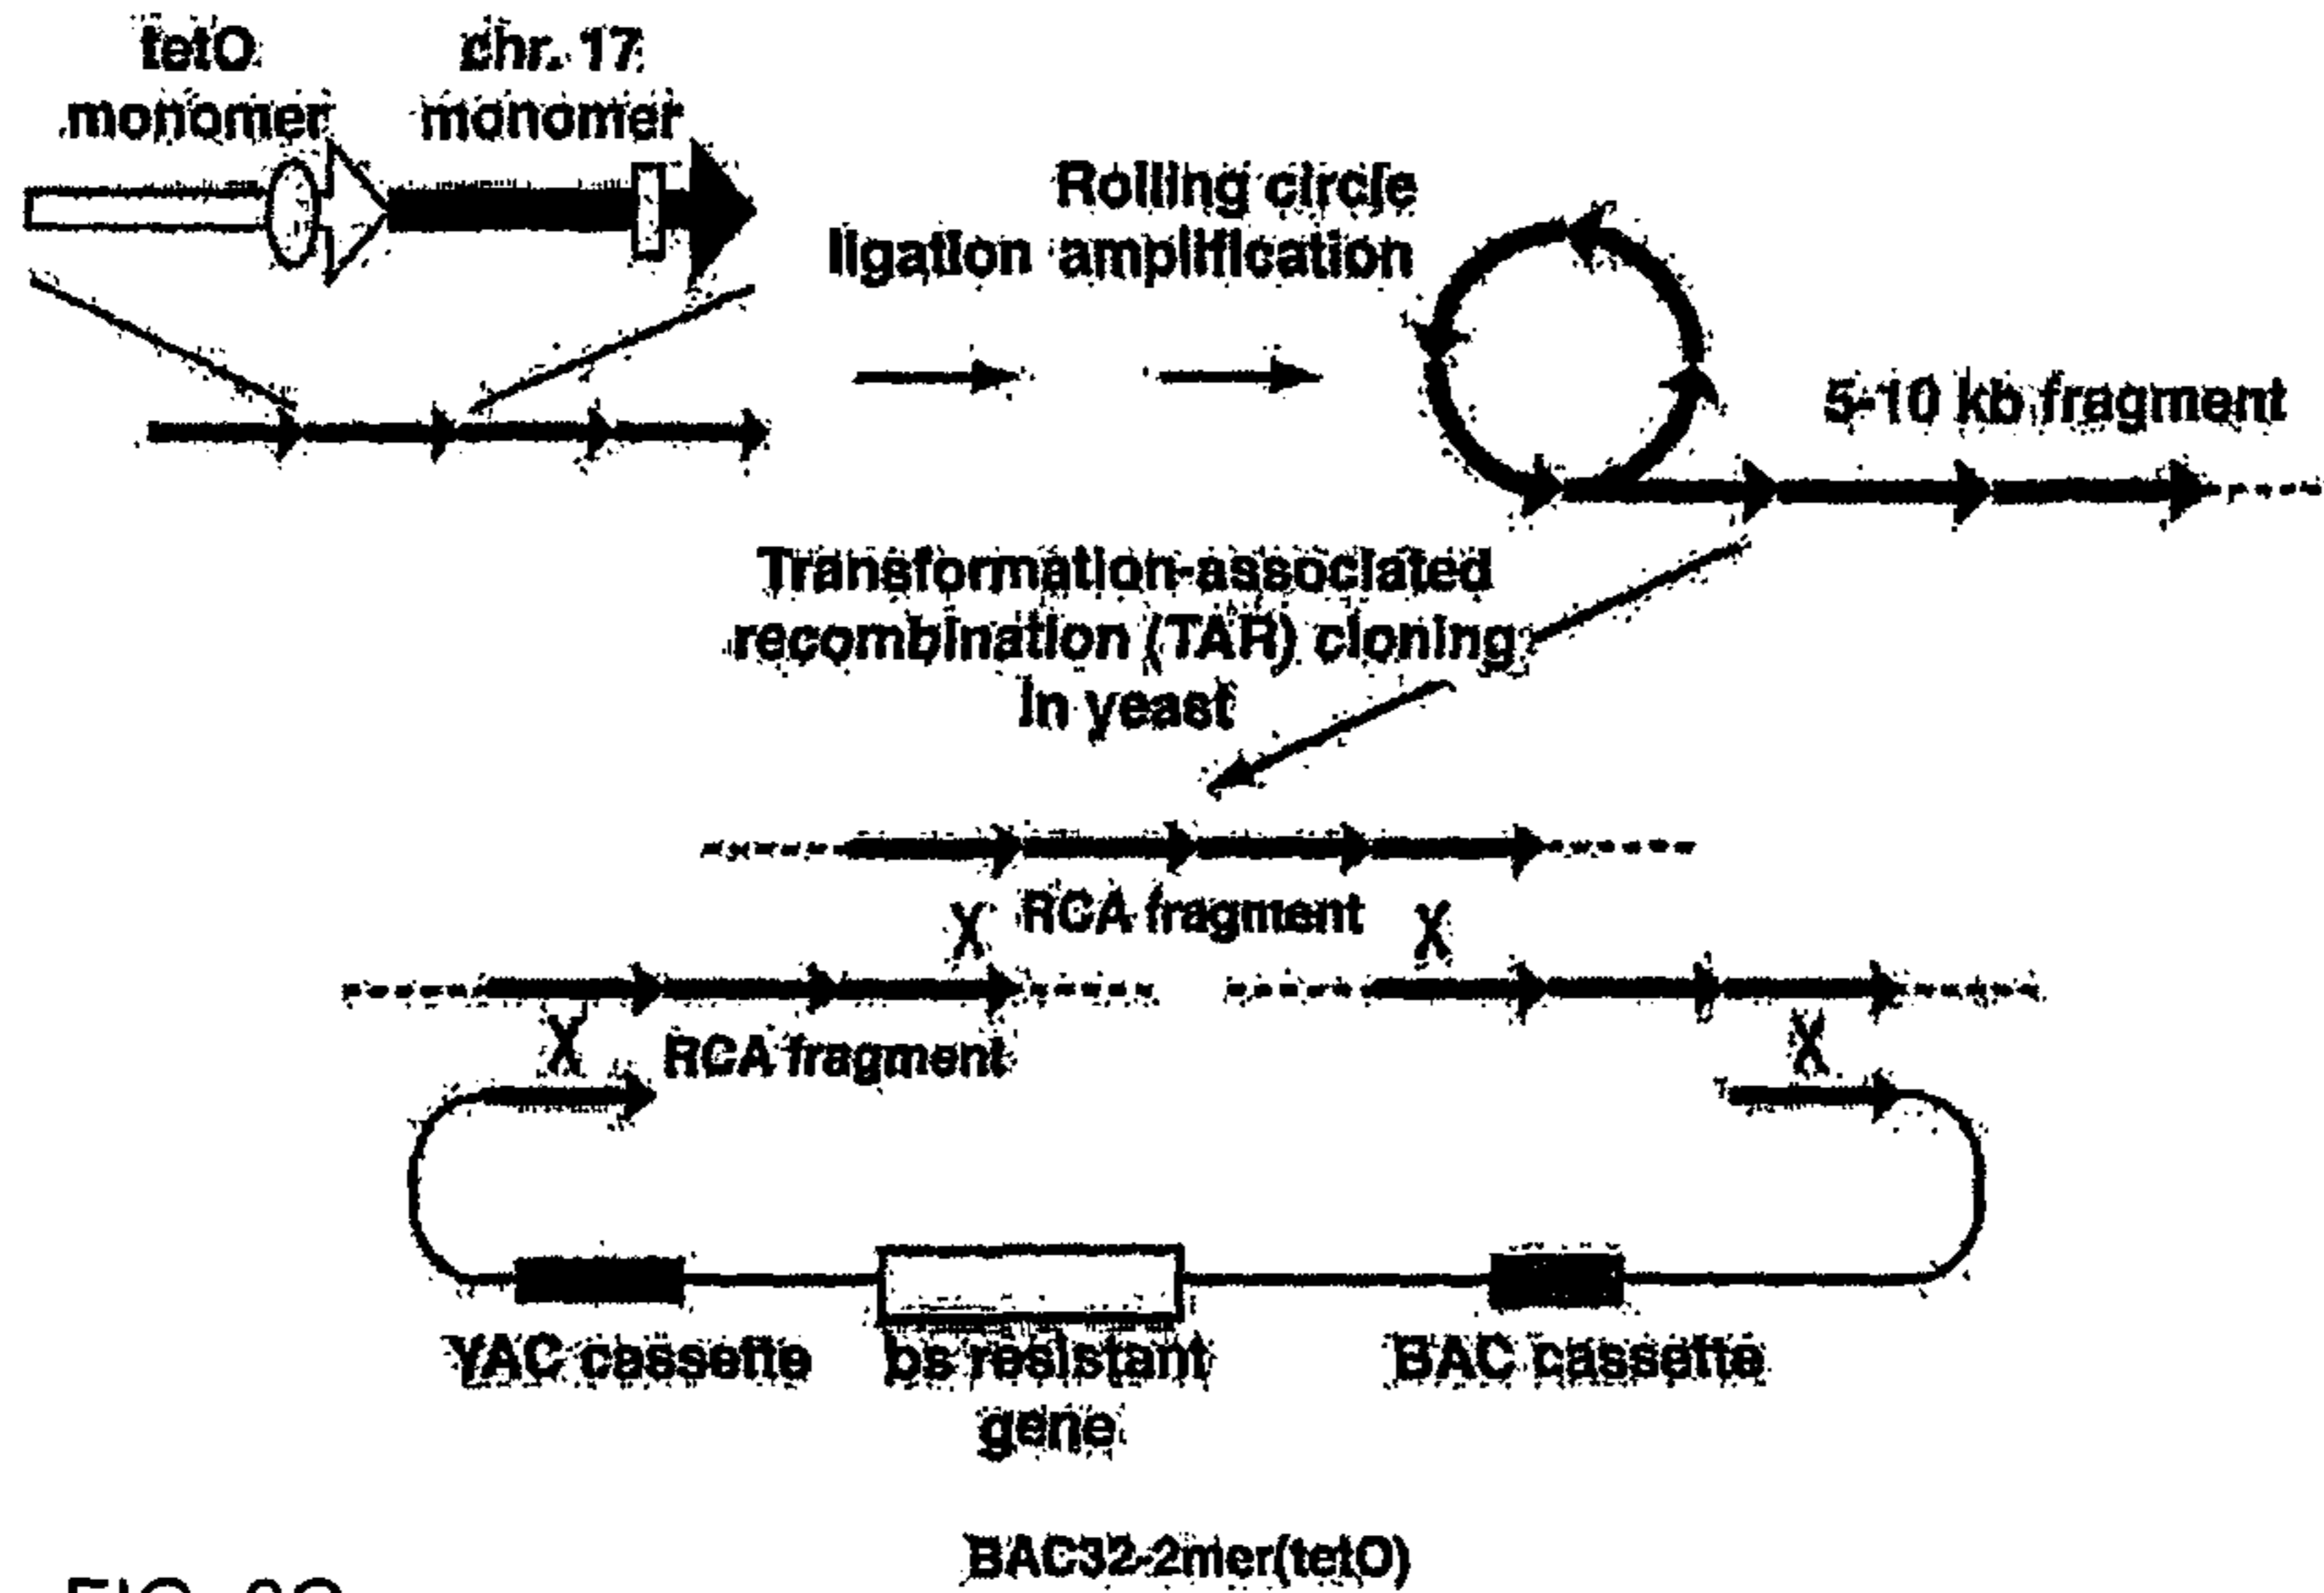 tetO
monomer
chr. 17
monomer
Rolling circle
ligation amplification
5-10 kb fragment
Transformation-associated
recombination (TAR) cloning
in yeast
RCA fragment
X X
X X
RCA fragment
YAC cassette
bs resistant
gene
BAC cassette
BAC32-2mer(tetO)